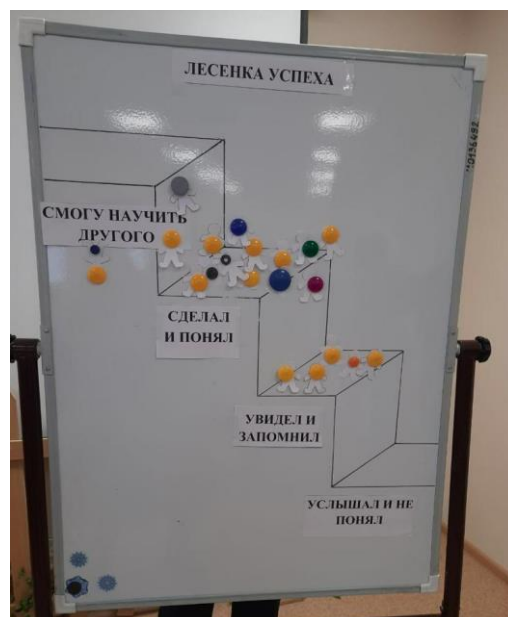 ЛЕСЕНКА УСПЕХА
СМОГУ НАУЧИТЬ
ДРУГОГО
СДЕЛАЛ
И ПОНЯЛ
УВИДЕЛ И
ЗАПОМНИЛ
УСЛЫШАЛ И НЕ
ПОНЯЛ